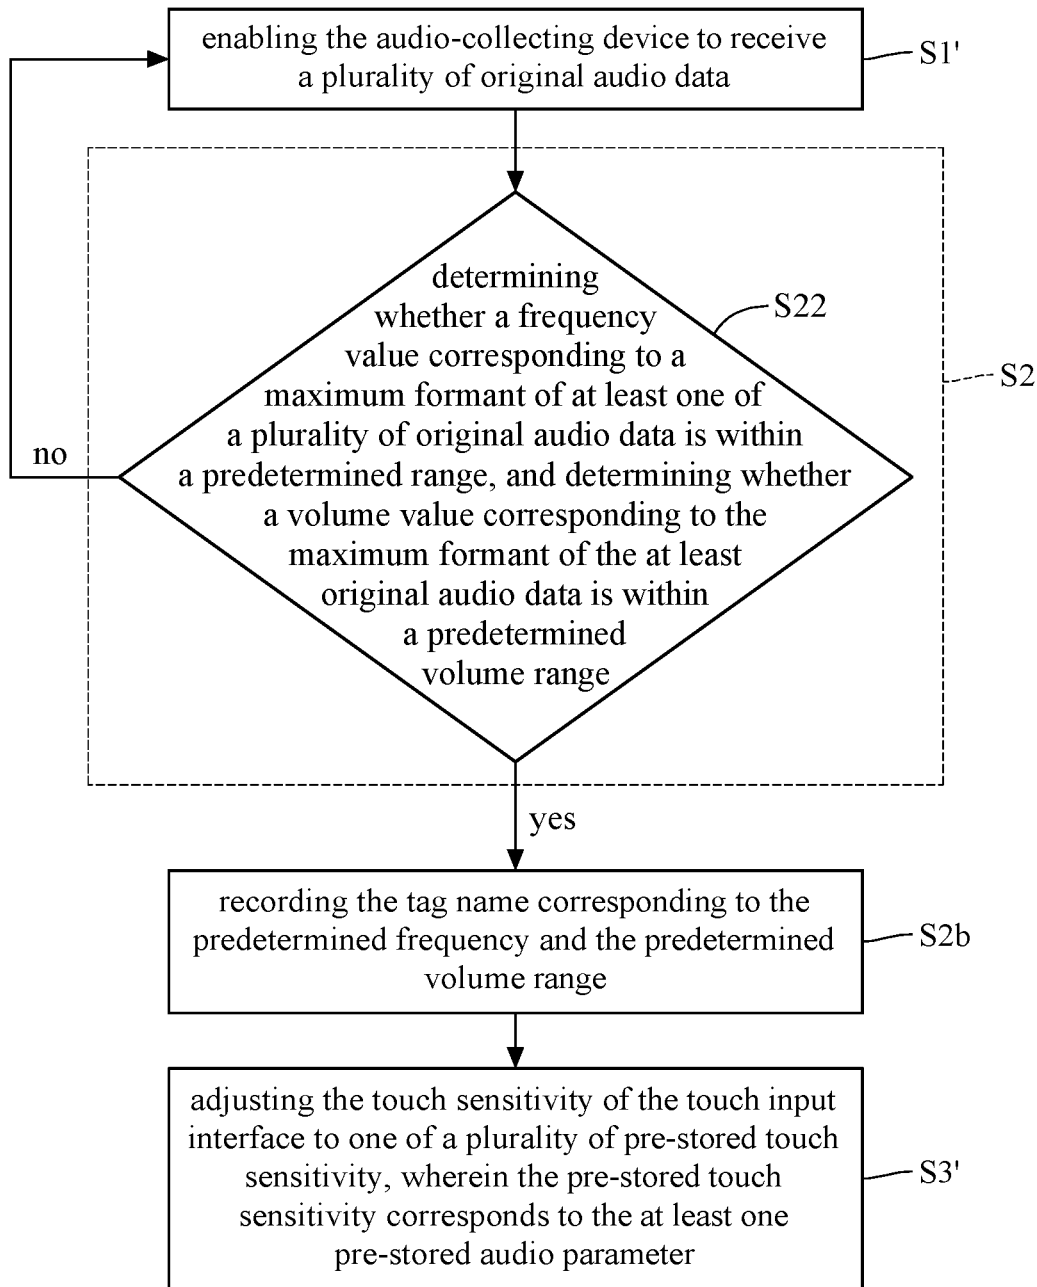 enabling the audio-collecting device to receive
a plurality of original audio data
S1'
determining
whether a frequency
value corresponding to a
maximum formant of at least one of
a plurality of original audio data is within
a predetermined range, and determining whether
a volume value corresponding to the
maximum formant of the at least
original audio data is within
a predetermined
volume range
S22
S2
no
yes
recording the tag name corresponding to the
predetermined frequency and the predetermined
volume range
S2b
adjusting the touch sensitivity of the touch input
interface to one of a plurality of pre-stored touch
sensitivity, wherein the pre-stored touch
sensitivity corresponds to the at least one
pre-stored audio parameter
S3'